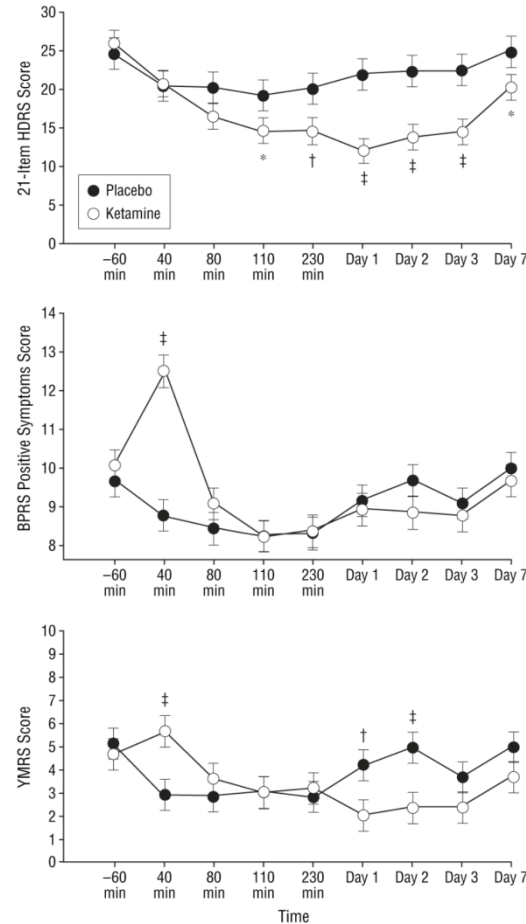 30
25
20
15
10
5
0
21-Item HDRS Score
Placebo
Ketamine
*
†
‡
‡
‡
*
–60 min
40 min
80 min
110 min
230 min
Day 1
Day 2
Day 3
Day 7
14
13
12
11
10
9
8
BPRS Positive Symptoms Score
‡
–60 min
40 min
80 min
110 min
230 min
Day 1
Day 2
Day 3
Day 7
10
9
8
7
6
5
4
3
2
1
0
YMRS Score
‡
†
‡
–60 min
40 min
80 min
110 min
230 min
Day 1
Day 2
Day 3
Day 7
Time